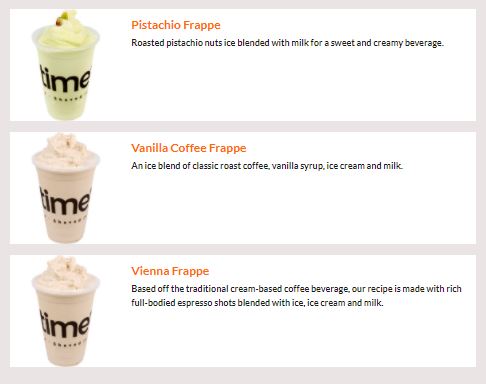 Pistachio Frappe
Roasted pistachio nuts ice blended with milk for a sweet and creamy beverage.
time
Shared
Vanilla Coffee Frappe
An ice blend of classic roast coffee, vanilla syrup, ice cream and milk.
time
Shared
Vienna Frappe
Based off the traditional cream-based coffee beverage, our recipe is made with rich
full-bodied espresso shots blended with ice, ice cream and milk.
time
Shared